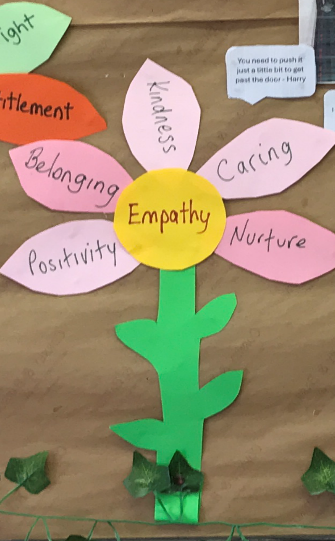 ight
titlement
You need to push it
just a little bit to get
past the door - Harry
Kindness
Caring
Belonging
Empathy
Nurture
Positivity